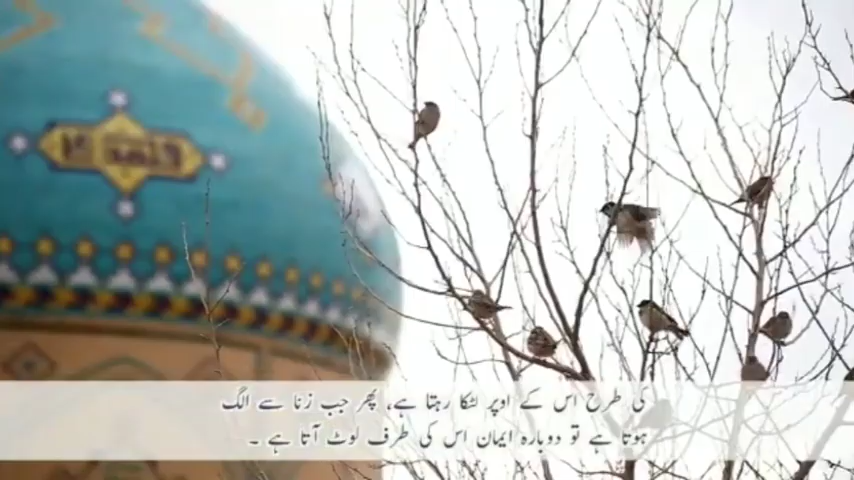 کی طرح اس کے اوپر لٹکا رہتا ہے، پھر جب زنا سے الگ
ہوتا ہے تو دوبارہ ایمان اس کی طرف لوٹ آتا ہے ۔